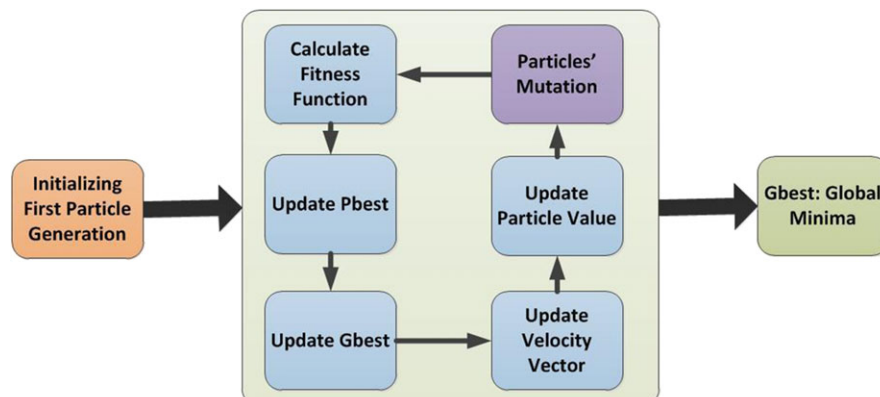 Initializing
First Particle
Generation
Calculate
Fitness
Function
Update Pbest
Update Gbest
Update
Velocity
Vector
Update
Particle Value
Particles'
Mutation
Gbest: Global
Minima